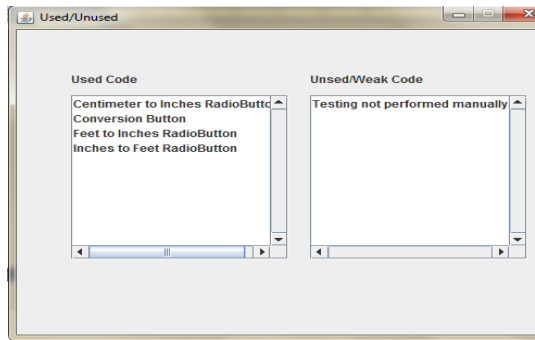 Used/Unused
Used Code
Unsed/Weak Code
Centimeter to Inches RadioButto
Conversion Button
Feet to Inches RadioButton
Inches to Feet RadioButton
Testing not performed manually